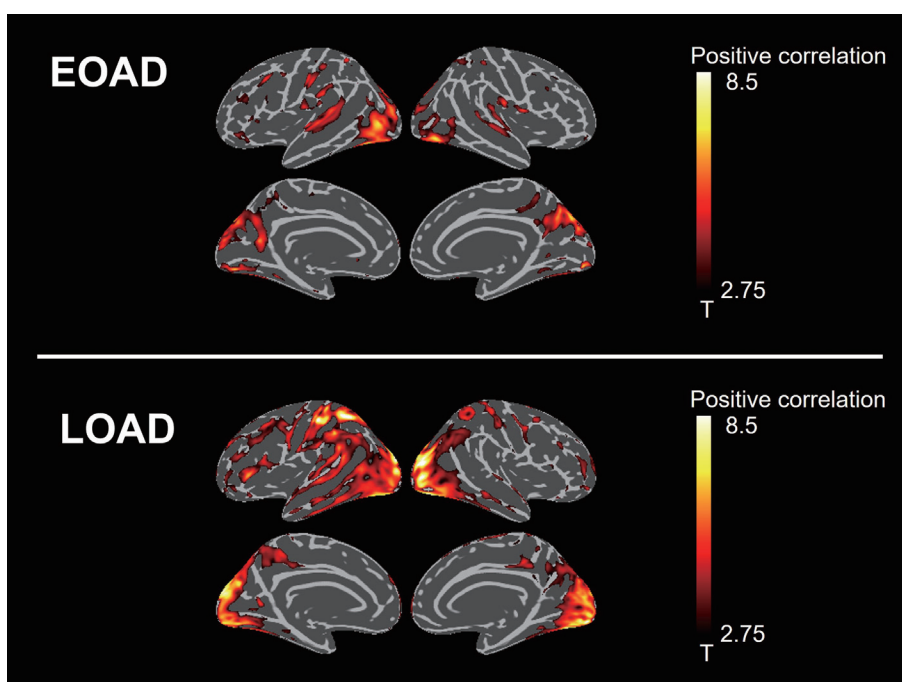 EOAD
Positive correlation
8.5
2.75
T
LOAD
Positive correlation
8.5
2.75
T